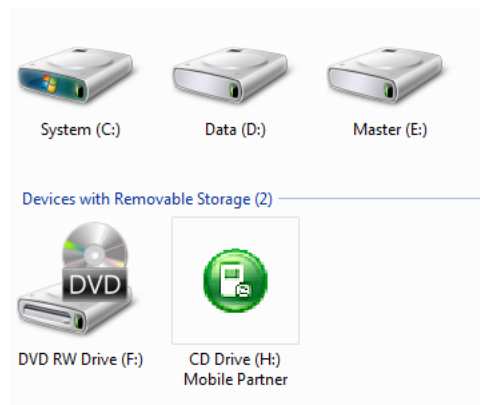 System (C:)
Data (D:)
Master (E:)
Devices with Removable Storage (2)
DVD
DVD RW Drive (F:)
CD Drive (H:)
Mobile Partner